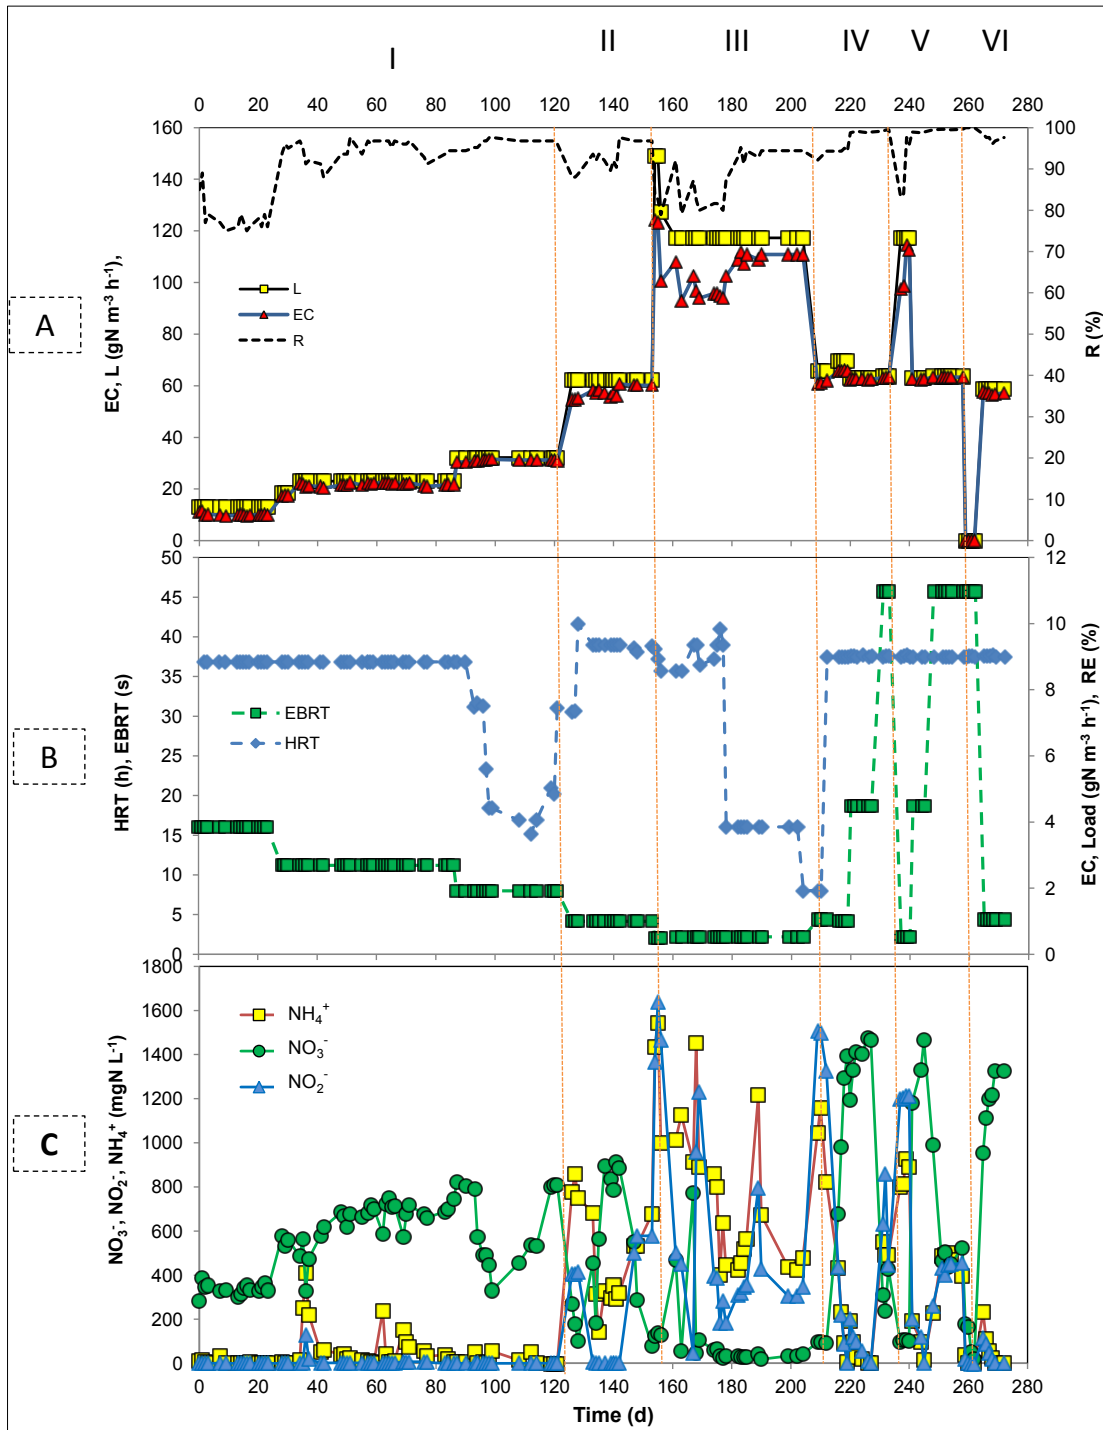 I II III IV V VI
0 20 40 60 80 100 120 140 160 180 200 220 240 260 280
160 140 120 100 80 60 40 20 0
EC, L (gN m⁻³ h⁻¹),
100 90 80 70 60 50 40 30 20 10 0
R (%)
A
L
EC
R
50 45 40 35 30 25 20 15 10 5 0
HRT (h), EBRT (s)
12 10 8 6 4 2 0
EC, Load (gN m⁻³ h⁻¹), RE (%)
B
EBRT
HRT
1800 1600 1400 1200 1000 800 600 400 200 0
NO₃⁻, NO₂⁻, NH₄⁺ (mgN L⁻¹)
C
NH₄⁺
NO₃⁻
NO₂⁻
0 20 40 60 80 100 120 140 160 180 200 220 240 260 280
Time (d)